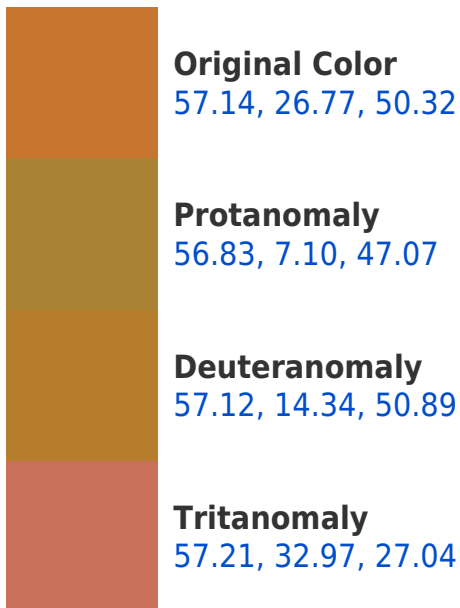 Original Color
57.14, 26.77, 50.32
Protanomaly
56.83, 7.10, 47.07
Deuteranomaly
57.12, 14.34, 50.89
Tritanomaly
57.21, 32.97, 27.04